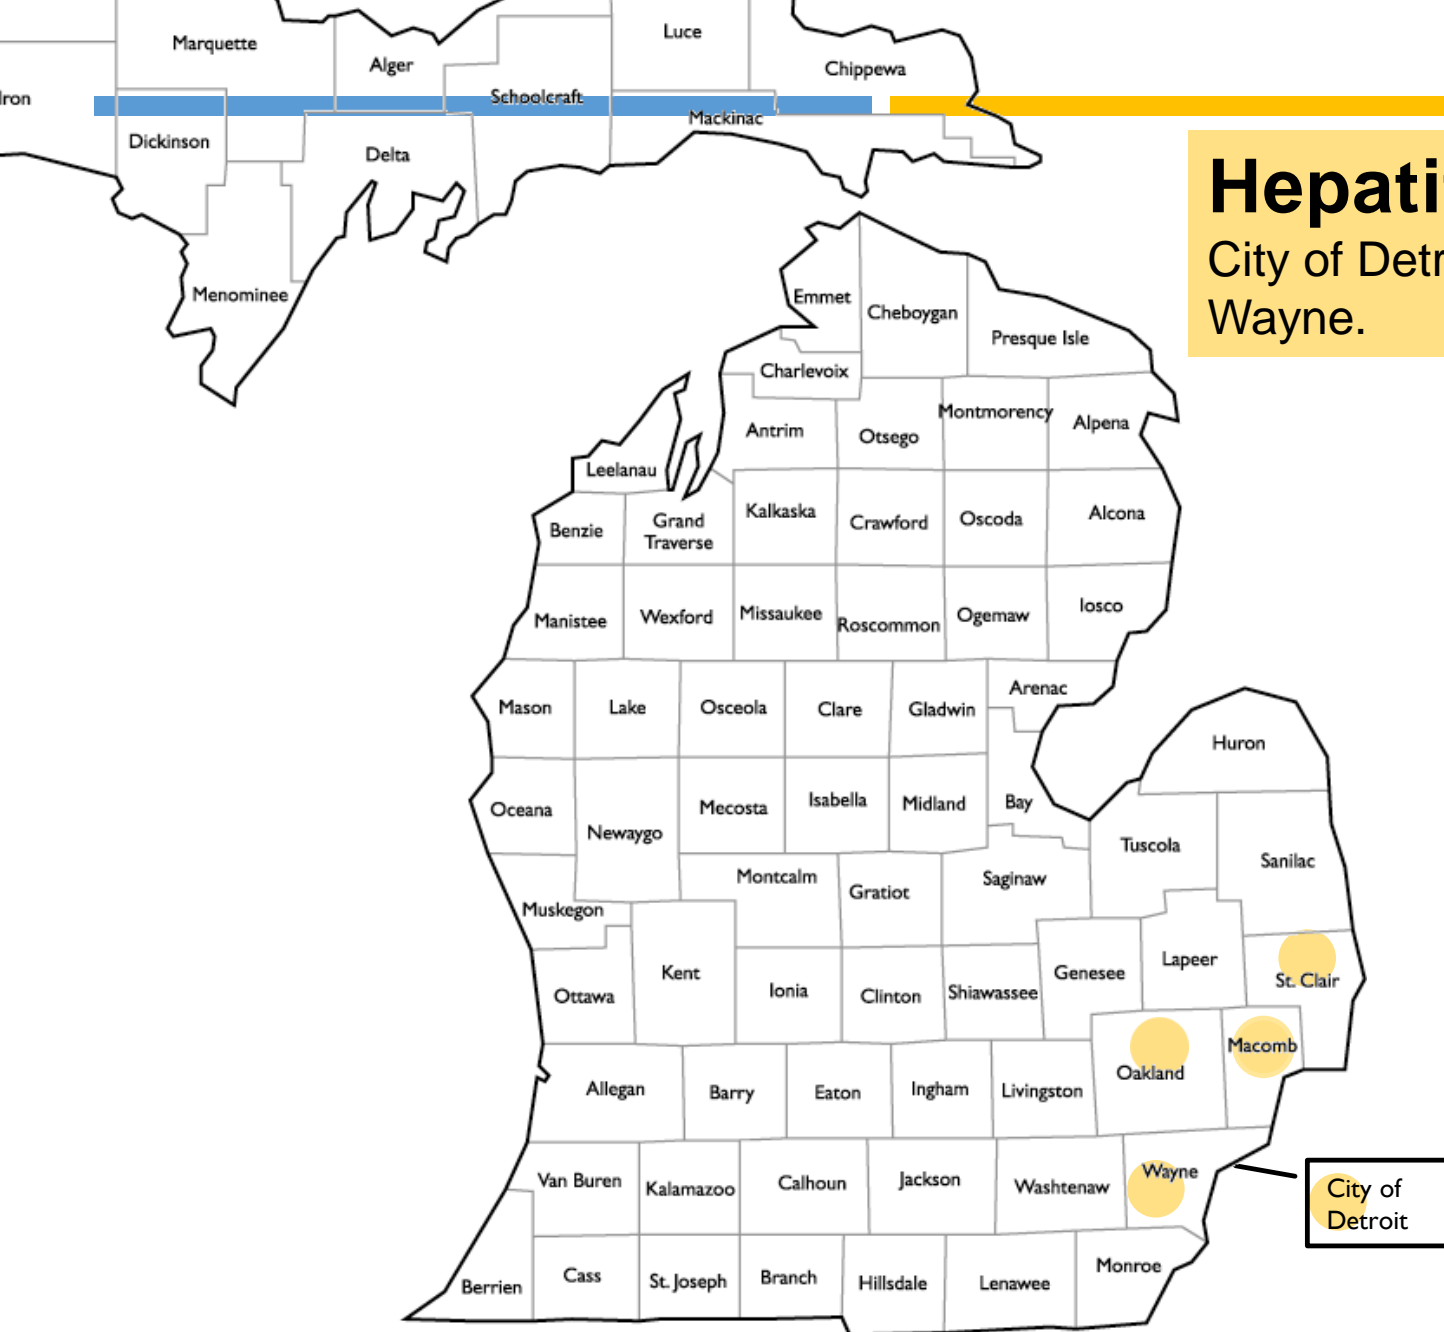 Marquette
Luce
Alger
Chippewa
Iron
Schoolcraft
Mackinac
Dickinson
Delta
Menominee
Hepati
City of Detr
Wayne.
Emmet
Cheboygan
Presque Isle
Charlevoix
Montmorency
Antrim
Otsego
Alpena
Leelanau
Kalkaska
Crawford
Oscoda
Alcona
Benzie
Grand
Traverse
Manistee
Wexford
Missaukee
Roscommon
Ogemaw
Iosco
Arenac
Mason
Lake
Osceola
Clare
Gladwin
Huron
Oceana
Newaygo
Mecosta
Isabella
Midland
Bay
Tuscola
Sanilac
Montcalm
Gratiot
Saginaw
Muskegon
Kent
Ottawa
Ionia
Clinton
Shiawassee
Genesee
Lapeer
St. Clair
Macomb
Oakland
Allegan
Barry
Eaton
Ingham
Livingston
Van Buren
Kalamazoo
Calhoun
Jackson
Washtenaw
Wayne
City of
Detroit
Berrien
Cass
St. Joseph
Branch
Hillsdale
Lenawee
Monroe